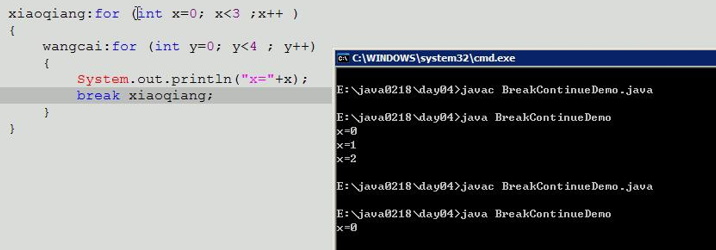 xiaoqiang:for (int x=0; x<3 ;x++ )
{
wangcai:for (int y=0; y<4 ; y++)
{
System.out.println("x="+x);
break xiaoqiang;
}
}
C:\WINDOWS\system32\cmd.exe
E:\java0218\day04>javac BreakContinueDemo.java
E:\java0218\day04>java BreakContinueDemo
x=0
x=1
x=2
E:\java0218\day04>javac BreakContinueDemo.java
E:\java0218\day04>java BreakContinueDemo
x=0